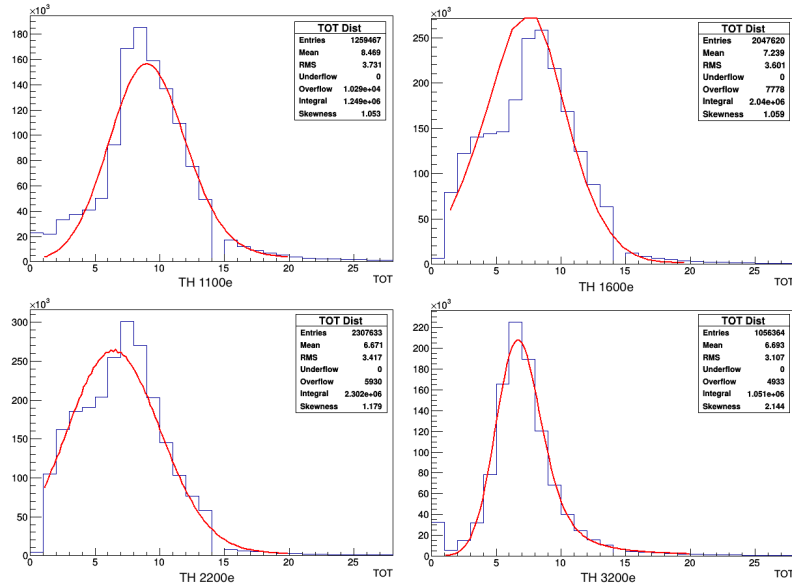 ×10³
TOT Dist
Entries 1259467
Mean 8.469
RMS 3.731
Underflow 0
Overflow 1.029e+04
Integral 1.249e+06
Skewness 1.053
180
160
140
120
100
80
60
40
20
0
0 5 10 15 20 25
TOT
TH 1100e
×10³
TOT Dist
Entries 2047620
Mean 7.239
RMS 3.601
Underflow 0
Overflow 7778
Integral 2.04e+06
Skewness 1.059
250
200
150
100
50
0
0 5 10 15 20 25
TOT
TH 1600e
×10³
TOT Dist
Entries 2307633
Mean 6.671
RMS 3.417
Underflow 0
Overflow 5930
Integral 2.302e+06
Skewness 1.179
300
250
200
150
100
50
0
0 5 10 15 20 25
TOT
TH 2200e
×10³
TOT Dist
Entries 1056364
Mean 6.693
RMS 3.107
Underflow 0
Overflow 4933
Integral 1.051e+06
Skewness 2.144
220
200
180
160
140
120
100
80
60
40
20
0
0 5 10 15 20 25
TOT
TH 3200e